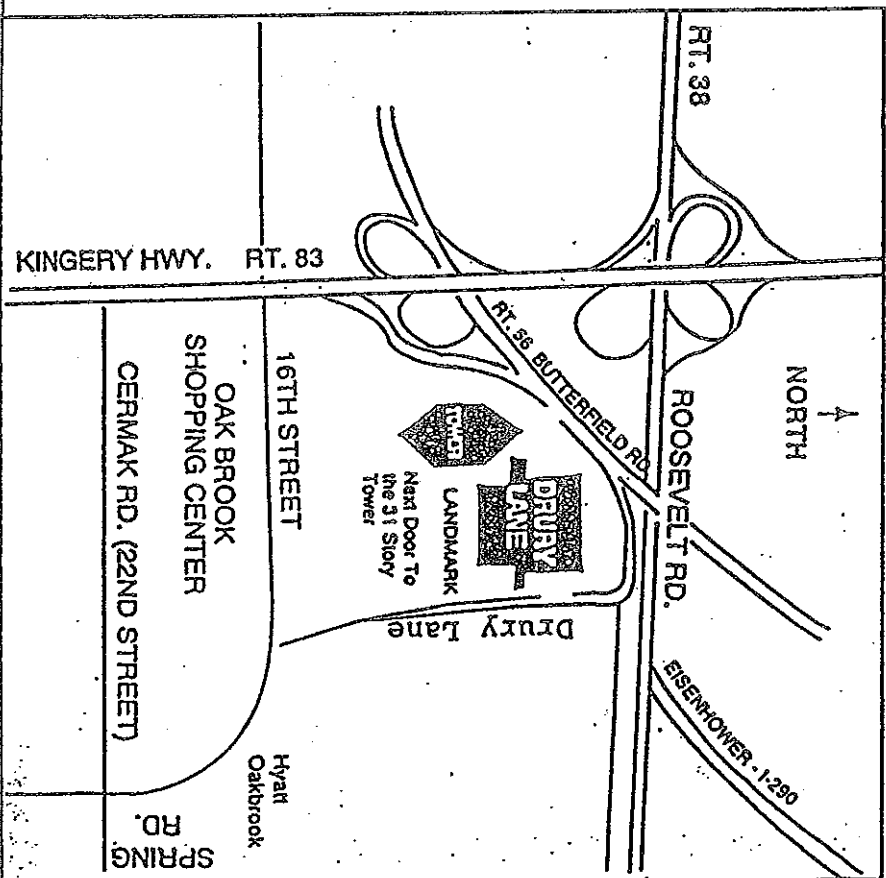 RT. 38
NORTH
ROOSEVELT RD.
EISENHOWER - I-290
RT. 56 BUTTERFIELD RD.
KINGERY HWY. RT. 83
DRURY
LANE
TOWER
LANDMARK
Next Door To
the 31 Story
Tower
Drury Lane
16TH STREET
OAK BROOK
SHOPPING CENTER
CERMAK RD. (22ND STREET)
Hyatt
Oakbrook
SPRING
RD.